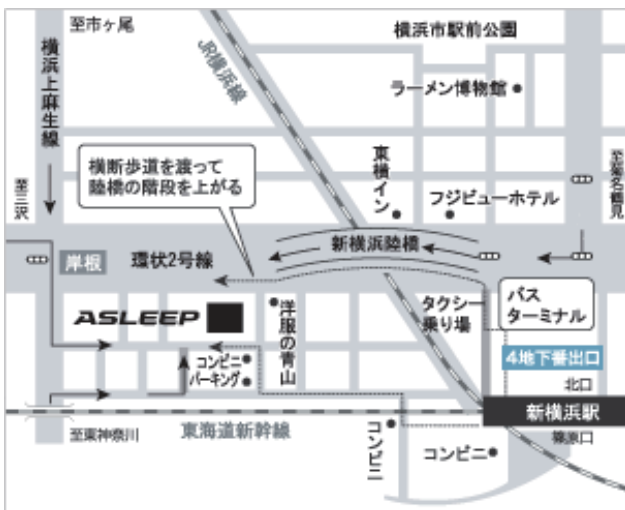 至市ヶ尾
横浜市駅前公園
横浜上麻生線
JR横浜線
ラーメン博物館
横断歩道を渡って
陸橋の階段を上がる
東横イン
至三沢
至菊名鶴見
フジビューホテル
新横浜陸橋
岸根
環状2号線
ASLEEP
洋服の青山
タクシー
乗り場
バス
ターミナル
4地下番出口
コンビニ
パーキング
北口
新横浜駅
至東神奈川
東海道新幹線
コンビニ
コンビニ
篠原口